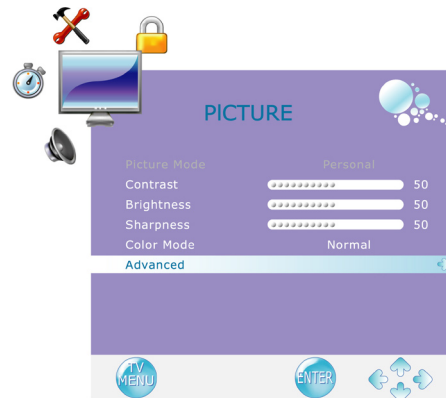 PICTURE
Picture Mode Personal
Contrast 50
Brightness 50
Sharpness 50
Color Mode Normal
Advanced
TV
MENU
ENTER